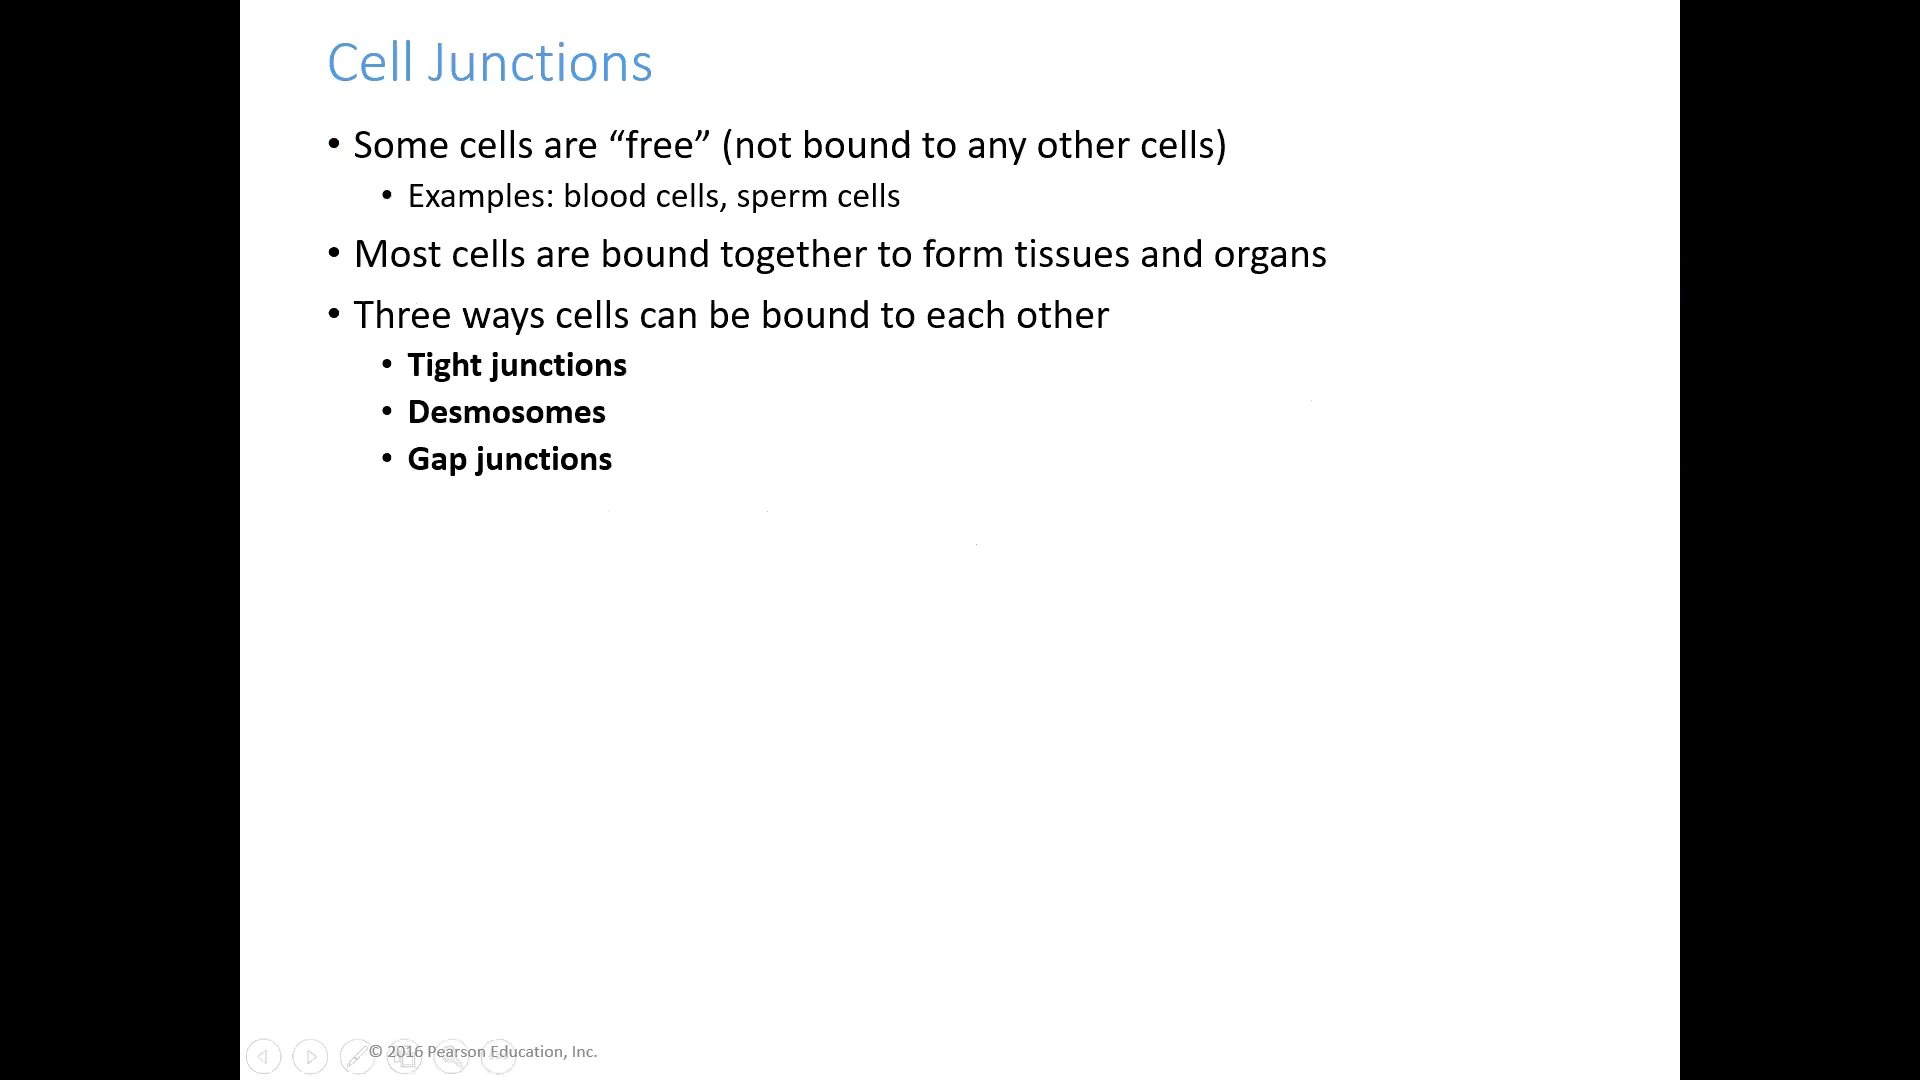 Cell Junctions
• Some cells are “free” (not bound to any other cells)
• Examples: blood cells, sperm cells
• Most cells are bound together to form tissues and organs
• Three ways cells can be bound to each other
• Tight junctions
• Desmosomes
• Gap junctions
© 2016 Pearson Education, Inc.